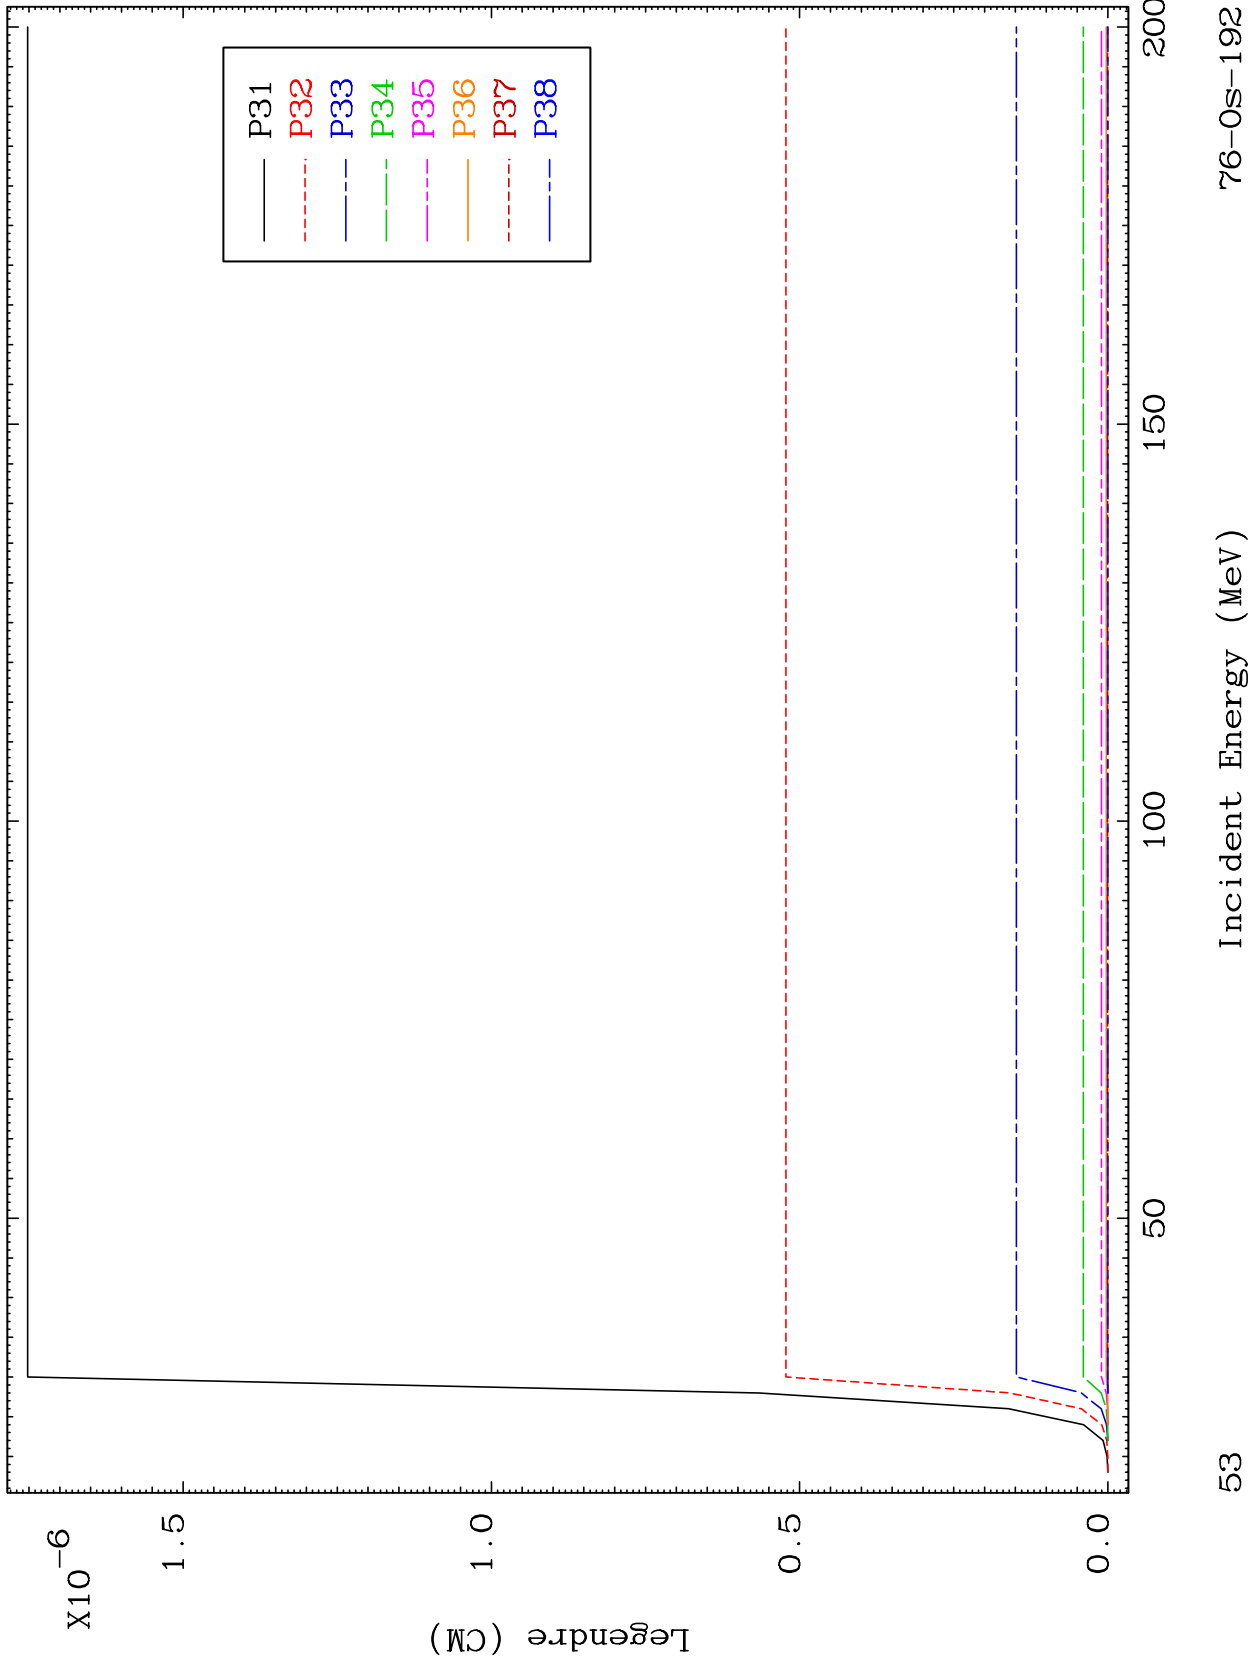 X10-6
1.5
1.0
0.5
0.0
Legendre (CM)
P31
P32
P33
P34
P35
P36
P37
P38
50
100
150
200
53
Incident Energy (MeV)
76-Os-192